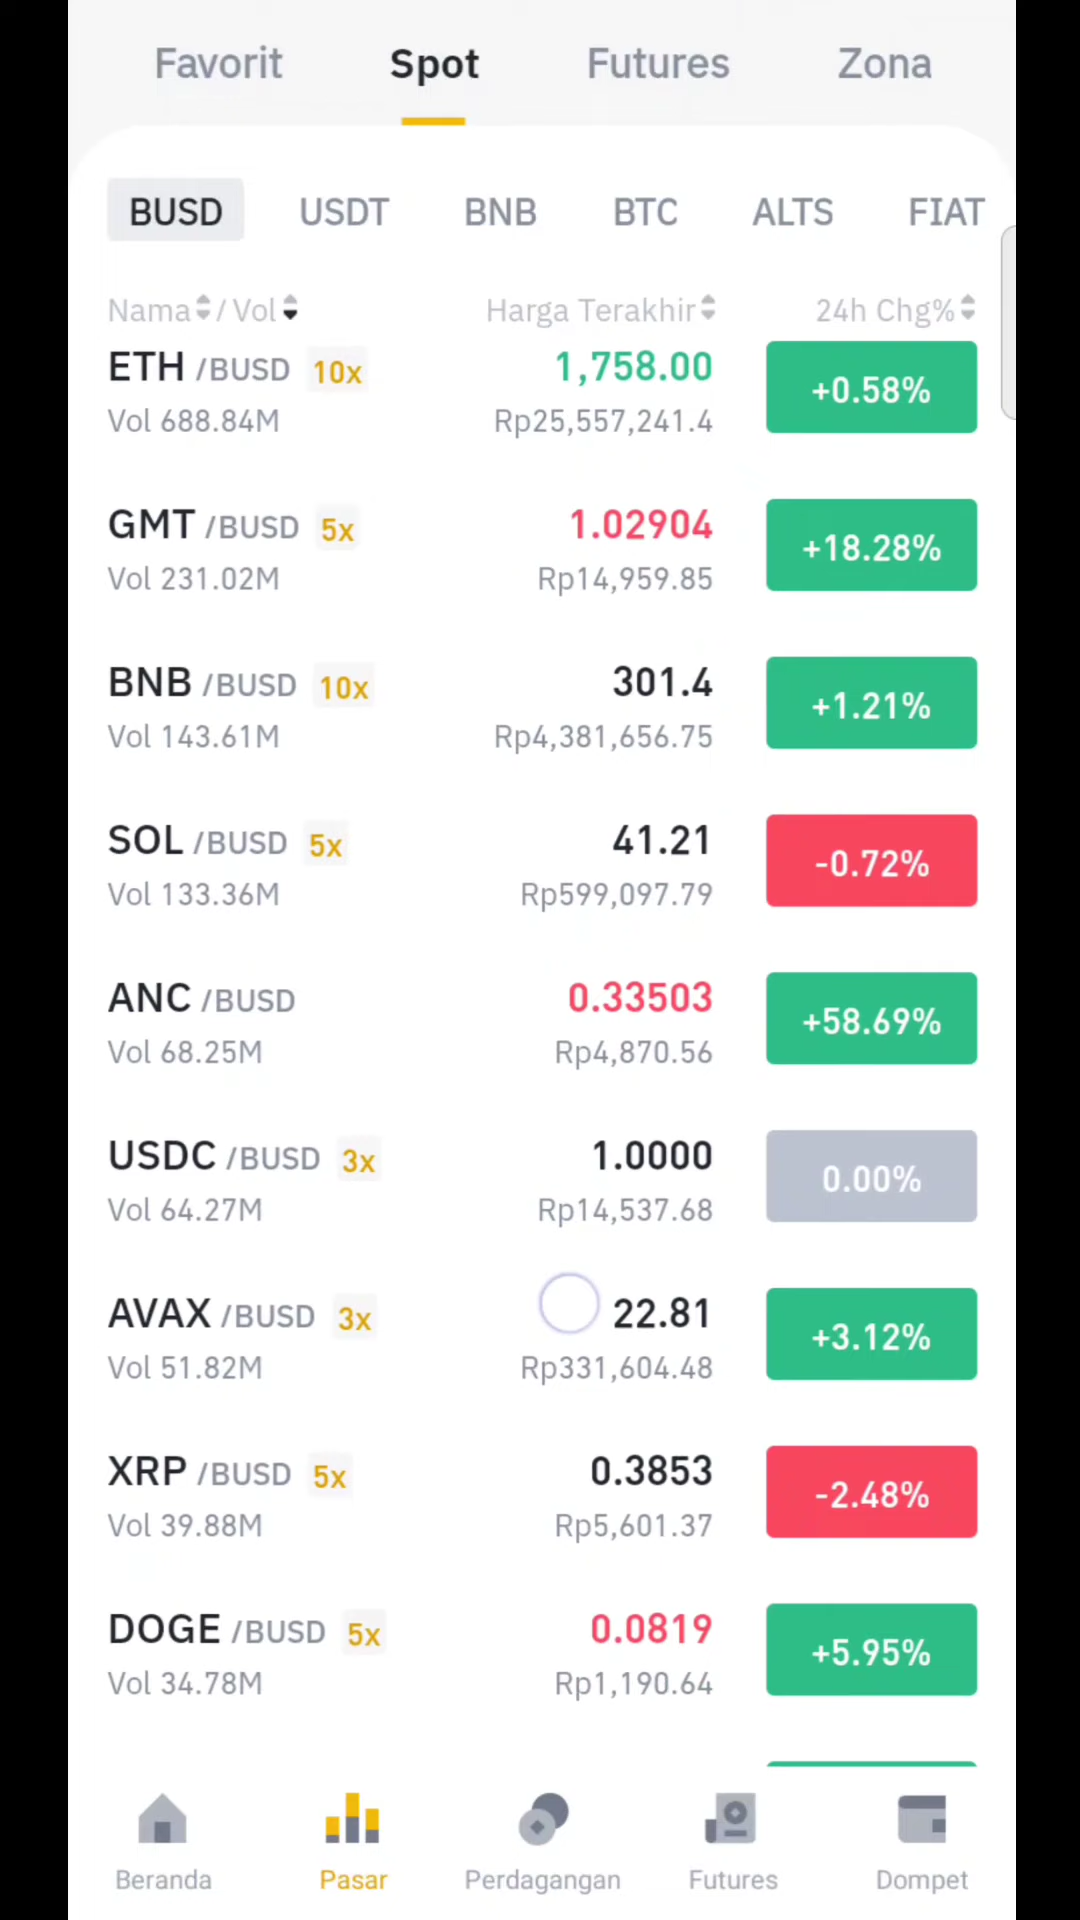 Favorit Spot Futures Zona
BUSD USDT BNB BTC ALTS FIAT
Nama / Vol Harga Terakhir 24h Chg%
ETH /BUSD 10x 1,758.00 +0.58%
Vol 688.84M Rp25,557,241.4
GMT /BUSD 5x 1.02904 +18.28%
Vol 231.02M Rp14,959.85
BNB /BUSD 10x 301.4 +1.21%
Vol 143.61M Rp4,381,656.75
SOL /BUSD 5x 41.21 -0.72%
Vol 133.36M Rp599,097.79
ANC /BUSD 0.33503 +58.69%
Vol 68.25M Rp4,870.56
USDC /BUSD 3x 1.0000 0.00%
Vol 64.27M Rp14,537.68
AVAX /BUSD 3x 22.81 +3.12%
Vol 51.82M Rp331,604.48
XRP /BUSD 5x 0.3853 -2.48%
Vol 39.88M Rp5,601.37
DOGE /BUSD 5x 0.0819 +5.95%
Vol 34.78M Rp1,190.64
Beranda Pasar Perdagangan Futures Dompet